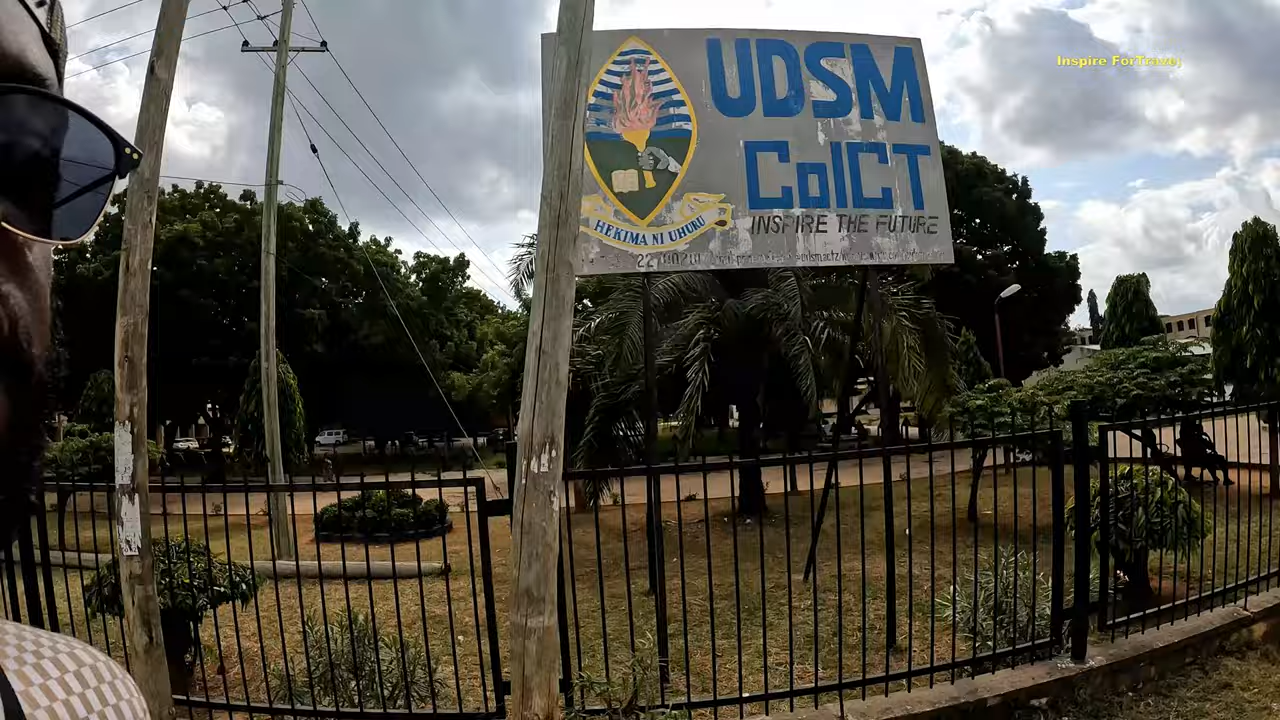 Inspire ForTravel
UDSM
CoICT
INSPIRE THE FUTURE
HEKIMA NI UHURU